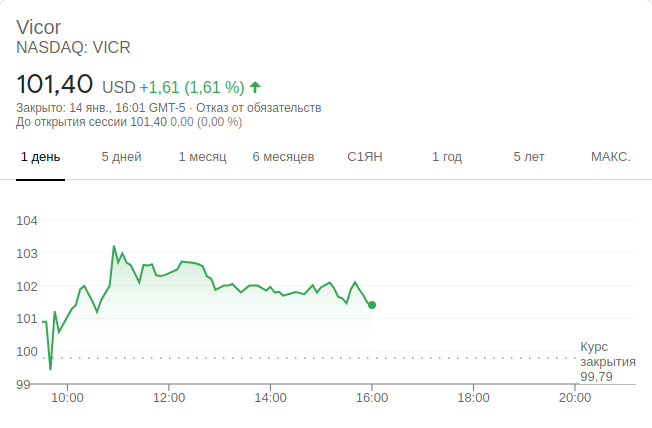 Vicor
NASDAQ: VICR
101,40 USD +1,61 (1,61 %)
Закрыто: 14 янв., 16:01 GMT-5 · Отказ от обязательств
До открытия сессии 101,40 0,00 (0,00 %)
1 день 5 дней 1 месяц 6 месяцев С1ЯН 1 год 5 лет МАКС.
104
103
102
101
100
99
Курс
закрытия
99,79
10:00 12:00 14:00 16:00 18:00 20:00